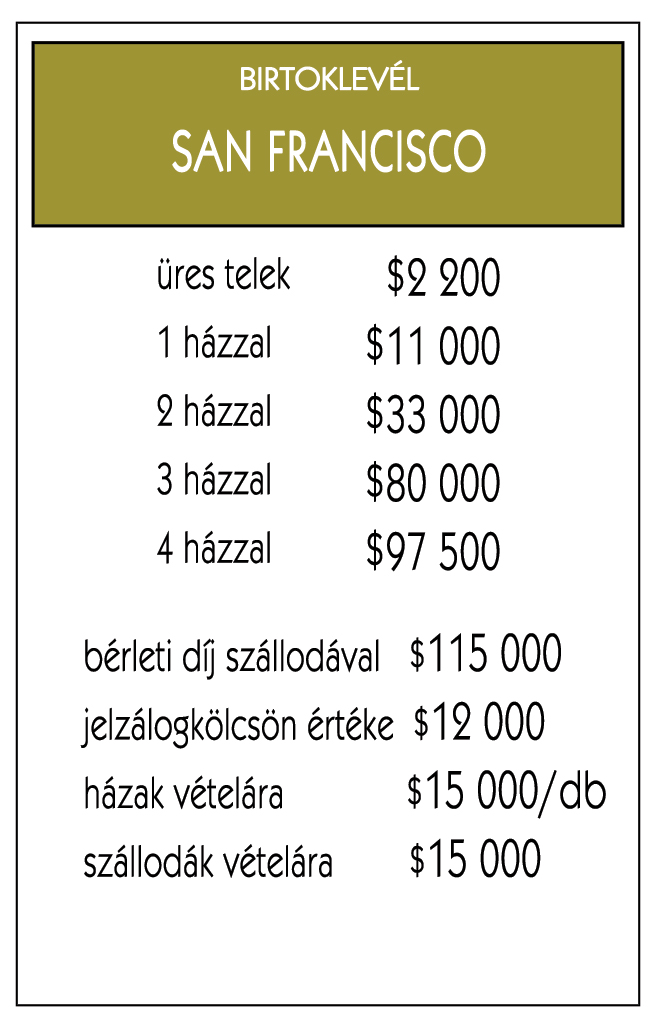 BIRTOKLEVÉL
SAN FRANCISCO
üres telek $2 200
1 házzal $11 000
2 házzal $33 000
3 házzal $80 000
4 házzal $97 500
bérleti díj szállodával $115 000
jelzálogkölcsön értéke $12 000
házak vételára $15 000/db
szállodák vételára $15 000